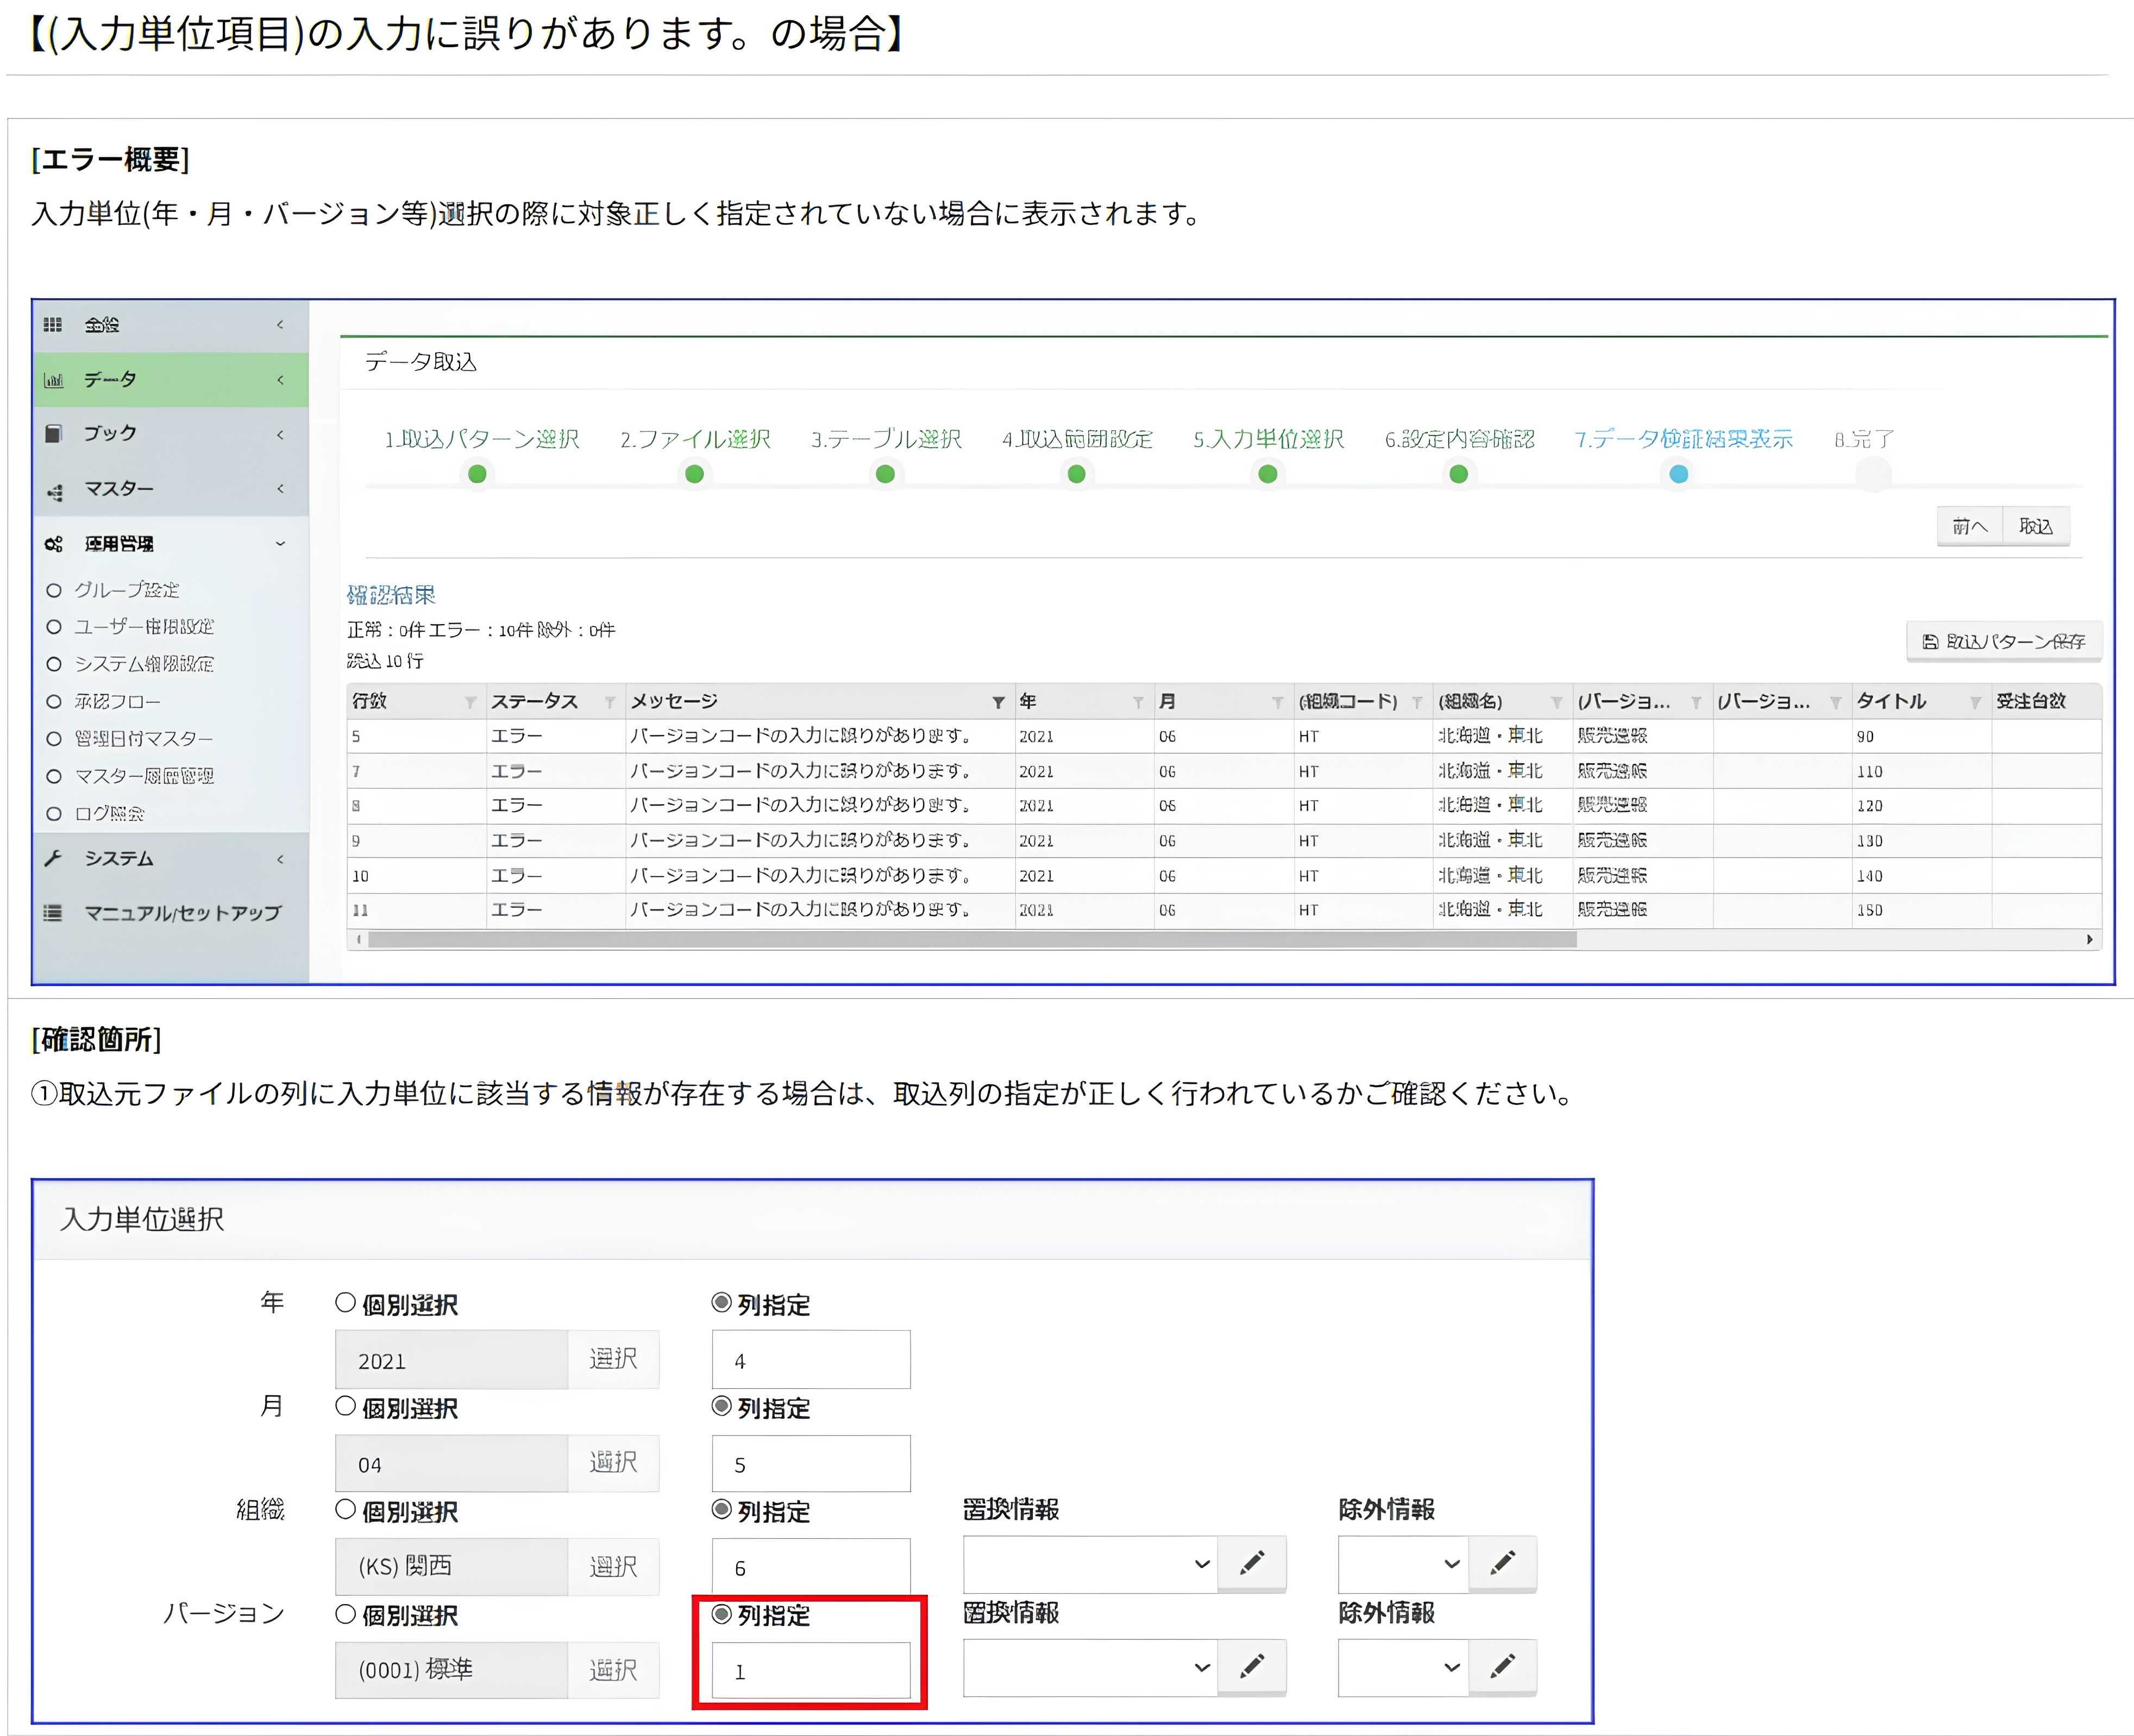 【(入力単位項目)の入力に誤りがあります。の場合】
[エラー概要]
入力単位(年・月・バージョン等)選択の際に対象正しく指定されていない場合に表示されます。
全般
データ
ブック
マスター
運用管理
グループ設定
ユーザー権限設定
システム権限設定
承認フロー
管理日付マスター
マスター履歴管理
ログ照会
システム
マニュアル/セットアップ
データ取込
1.取込パターン選択 2.ファイル選択 3.テーブル選択 4.取込範囲設定 5.入力単位選択 6.設定内容確認 7.データ検証結果表示 8.完了
前へ 取込
確認結果
正常：0件 エラー：10件 除外：0件
読込 10 行
取込パターン保存
行数 ステータス メッセージ 年 月 (組織コード) (組織名) (バージョ... (バージョ... タイトル 受注台数
5 エラー バージョンコードの入力に誤りがあります。 2021 06 HT 北海道・東北 販売速報 90
7 エラー バージョンコードの入力に誤りがあります。 2021 06 HT 北海道・東北 販売速報 110
8 エラー バージョンコードの入力に誤りがあります。 2021 06 HT 北海道・東北 販売速報 120
9 エラー バージョンコードの入力に誤りがあります。 2021 06 HT 北海道・東北 販売速報 130
10 エラー バージョンコードの入力に誤りがあります。 2021 06 HT 北海道・東北 販売速報 140
11 エラー バージョンコードの入力に誤りがあります。 2021 06 HT 北海道・東北 販売速報 150
[確認箇所]
①取込元ファイルの列に入力単位に該当する情報が存在する場合は、取込列の指定が正しく行われているかご確認ください。
入力単位選択
年 個別選択 列指定
2021 選択 4
月 個別選択 列指定
04 選択 5
組織 個別選択 列指定 置換情報 除外情報
(KS) 関西 選択 6
バージョン 個別選択 列指定 置換情報 除外情報
(0001) 標準 選択 1